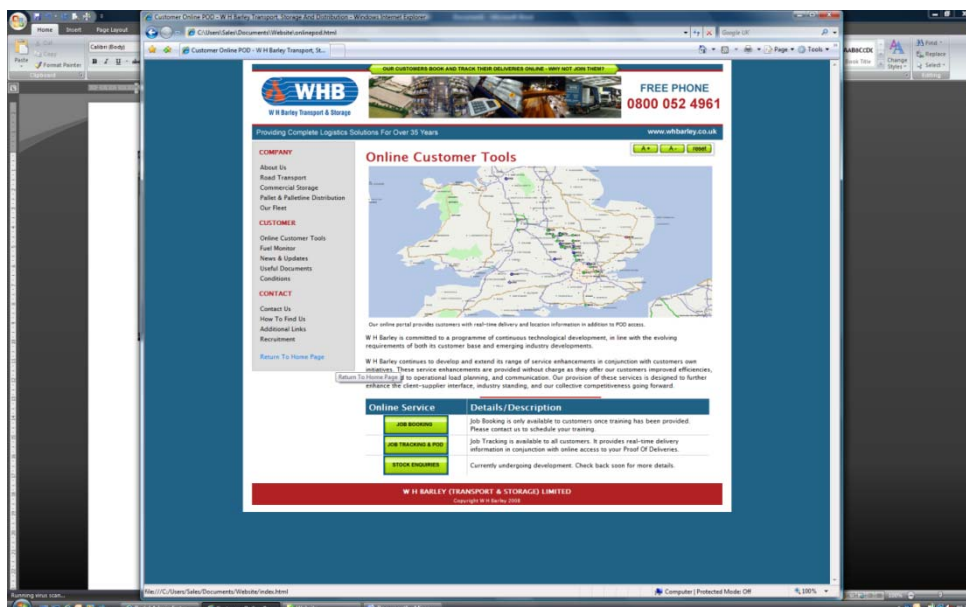 Customer Online POD - W H Barley Transport, Storage And Distribution - Windows Internet Explorer
Home Insert Page Layout
C:\Users\Sales\Documents\Website\onlinepod.html
Google UK
Customer Online POD - W H Barley Transport, St...
Page Tools
Paste
Cut
Copy
Format Painter
Clipboard
Calibri (Body)
B I U
AABBCCDC
Book Title
Change Styles
Find
Replace
Select
Editing
OUR CUSTOMERS BOOK AND TRACK THEIR DELIVERIES ONLINE - WHY NOT JOIN THEM?
WHB
W H Barley Transport & Storage
FREE PHONE
0800 052 4961
Providing Complete Logistics Solutions For Over 35 Years
www.whbarley.co.uk
A+ A- reset
COMPANY
About Us
Road Transport
Commercial Storage
Pallet & Palletline Distribution
Our Fleet
CUSTOMER
Online Customer Tools
Fuel Monitor
News & Updates
Useful Documents
Conditions
CONTACT
Contact Us
How To Find Us
Additional Links
Recruitment
Return To Home Page
Return To Home Page
Online Customer Tools
Our online portal provides customers with real-time delivery and location information in addition to POD access.
W H Barley is committed to a programme of continuous technological development, in line with the evolving
requirements of both its customer base and emerging industry developments.
W H Barley continues to develop and extend its range of service enhancements in conjunction with customers own
initiatives. These service enhancements are provided without charge as they offer our customers improved efficiencies,
to operational load planning, and communication. Our provision of these services is designed to further
enhance the client-supplier interface, industry standing, and our collective competitiveness going forward.
Online Service Details/Description
JOB BOOKING
Job Booking is only available to customers once training has been provided.
Please contact us to schedule your training.
JOB TRACKING & POD
Job Tracking is available to all customers. It provides real-time delivery
information in conjunction with online access to your Proof Of Deliveries.
STOCK ENQUIRIES
Currently undergoing development. Check back soon for more details.
W H BARLEY (TRANSPORT & STORAGE) LIMITED
Copyright W H Barley 2008
file:///C:/Users/Sales/Documents/Website/index.html
Computer | Protected Mode: Off
100%
Running virus scan...